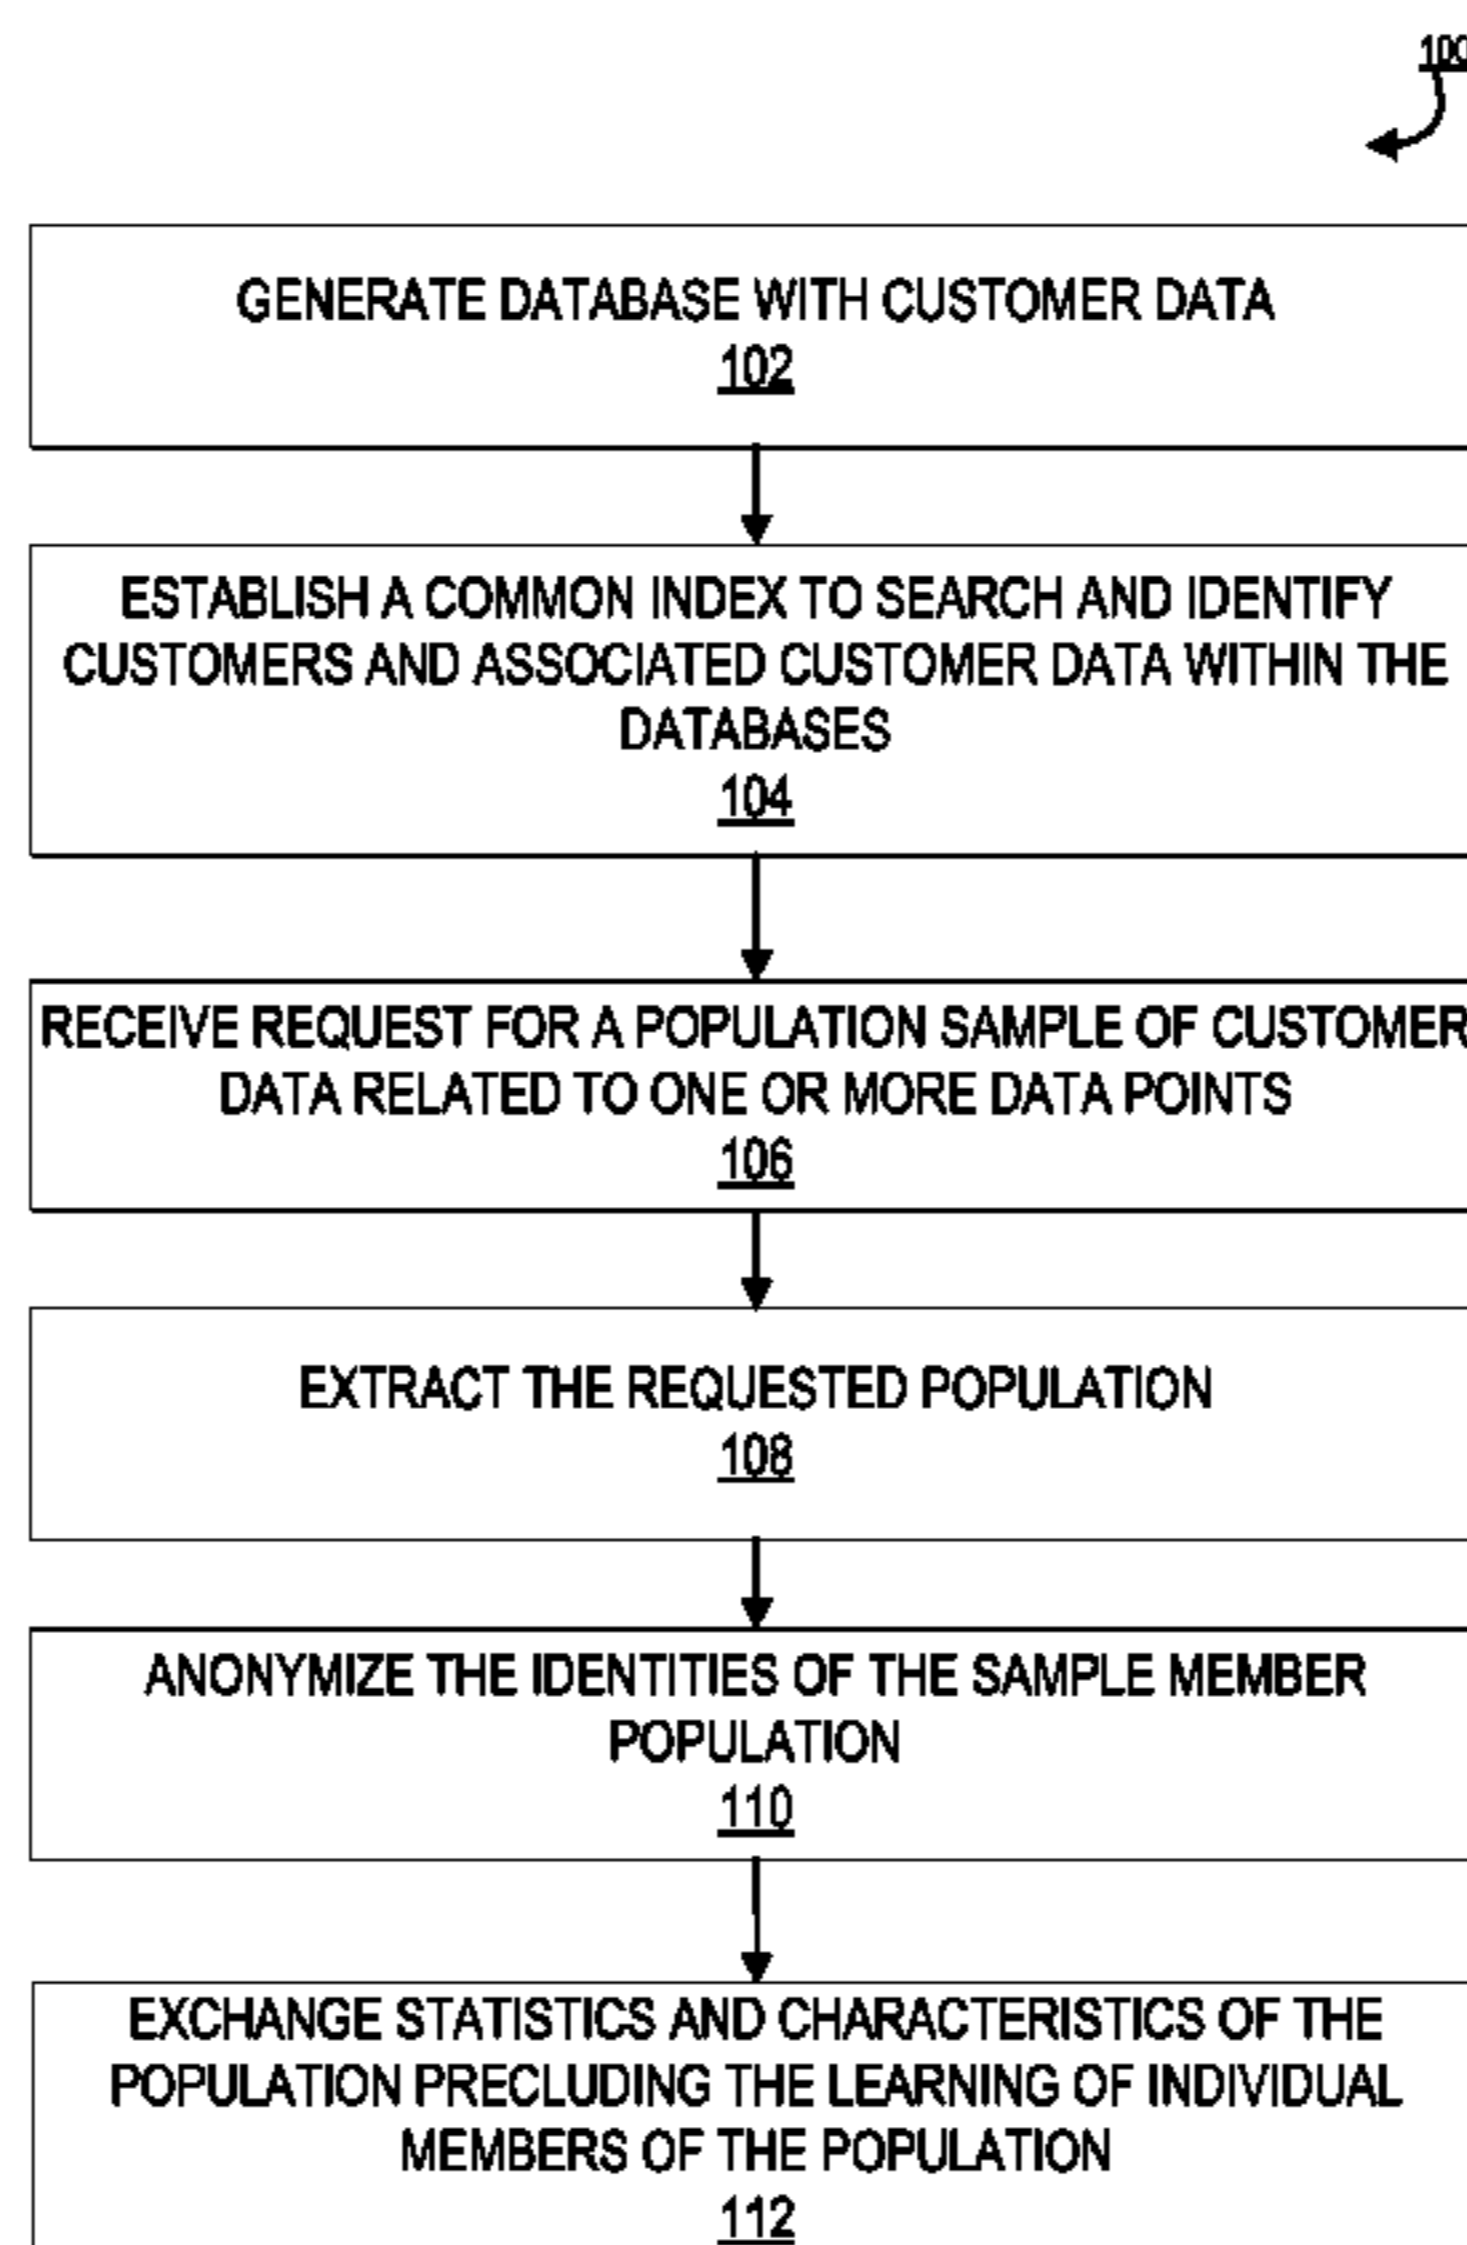 100
GENERATE DATABASE WITH CUSTOMER DATA
102
ESTABLISH A COMMON INDEX TO SEARCH AND IDENTIFY
CUSTOMERS AND ASSOCIATED CUSTOMER DATA WITHIN THE
DATABASES
104
RECEIVE REQUEST FOR A POPULATION SAMPLE OF CUSTOMER
DATA RELATED TO ONE OR MORE DATA POINTS
106
EXTRACT THE REQUESTED POPULATION
108
ANONYMIZE THE IDENTITIES OF THE SAMPLE MEMBER
POPULATION
110
EXCHANGE STATISTICS AND CHARACTERISTICS OF THE
POPULATION PRECLUDING THE LEARNING OF INDIVIDUAL
MEMBERS OF THE POPULATION
112